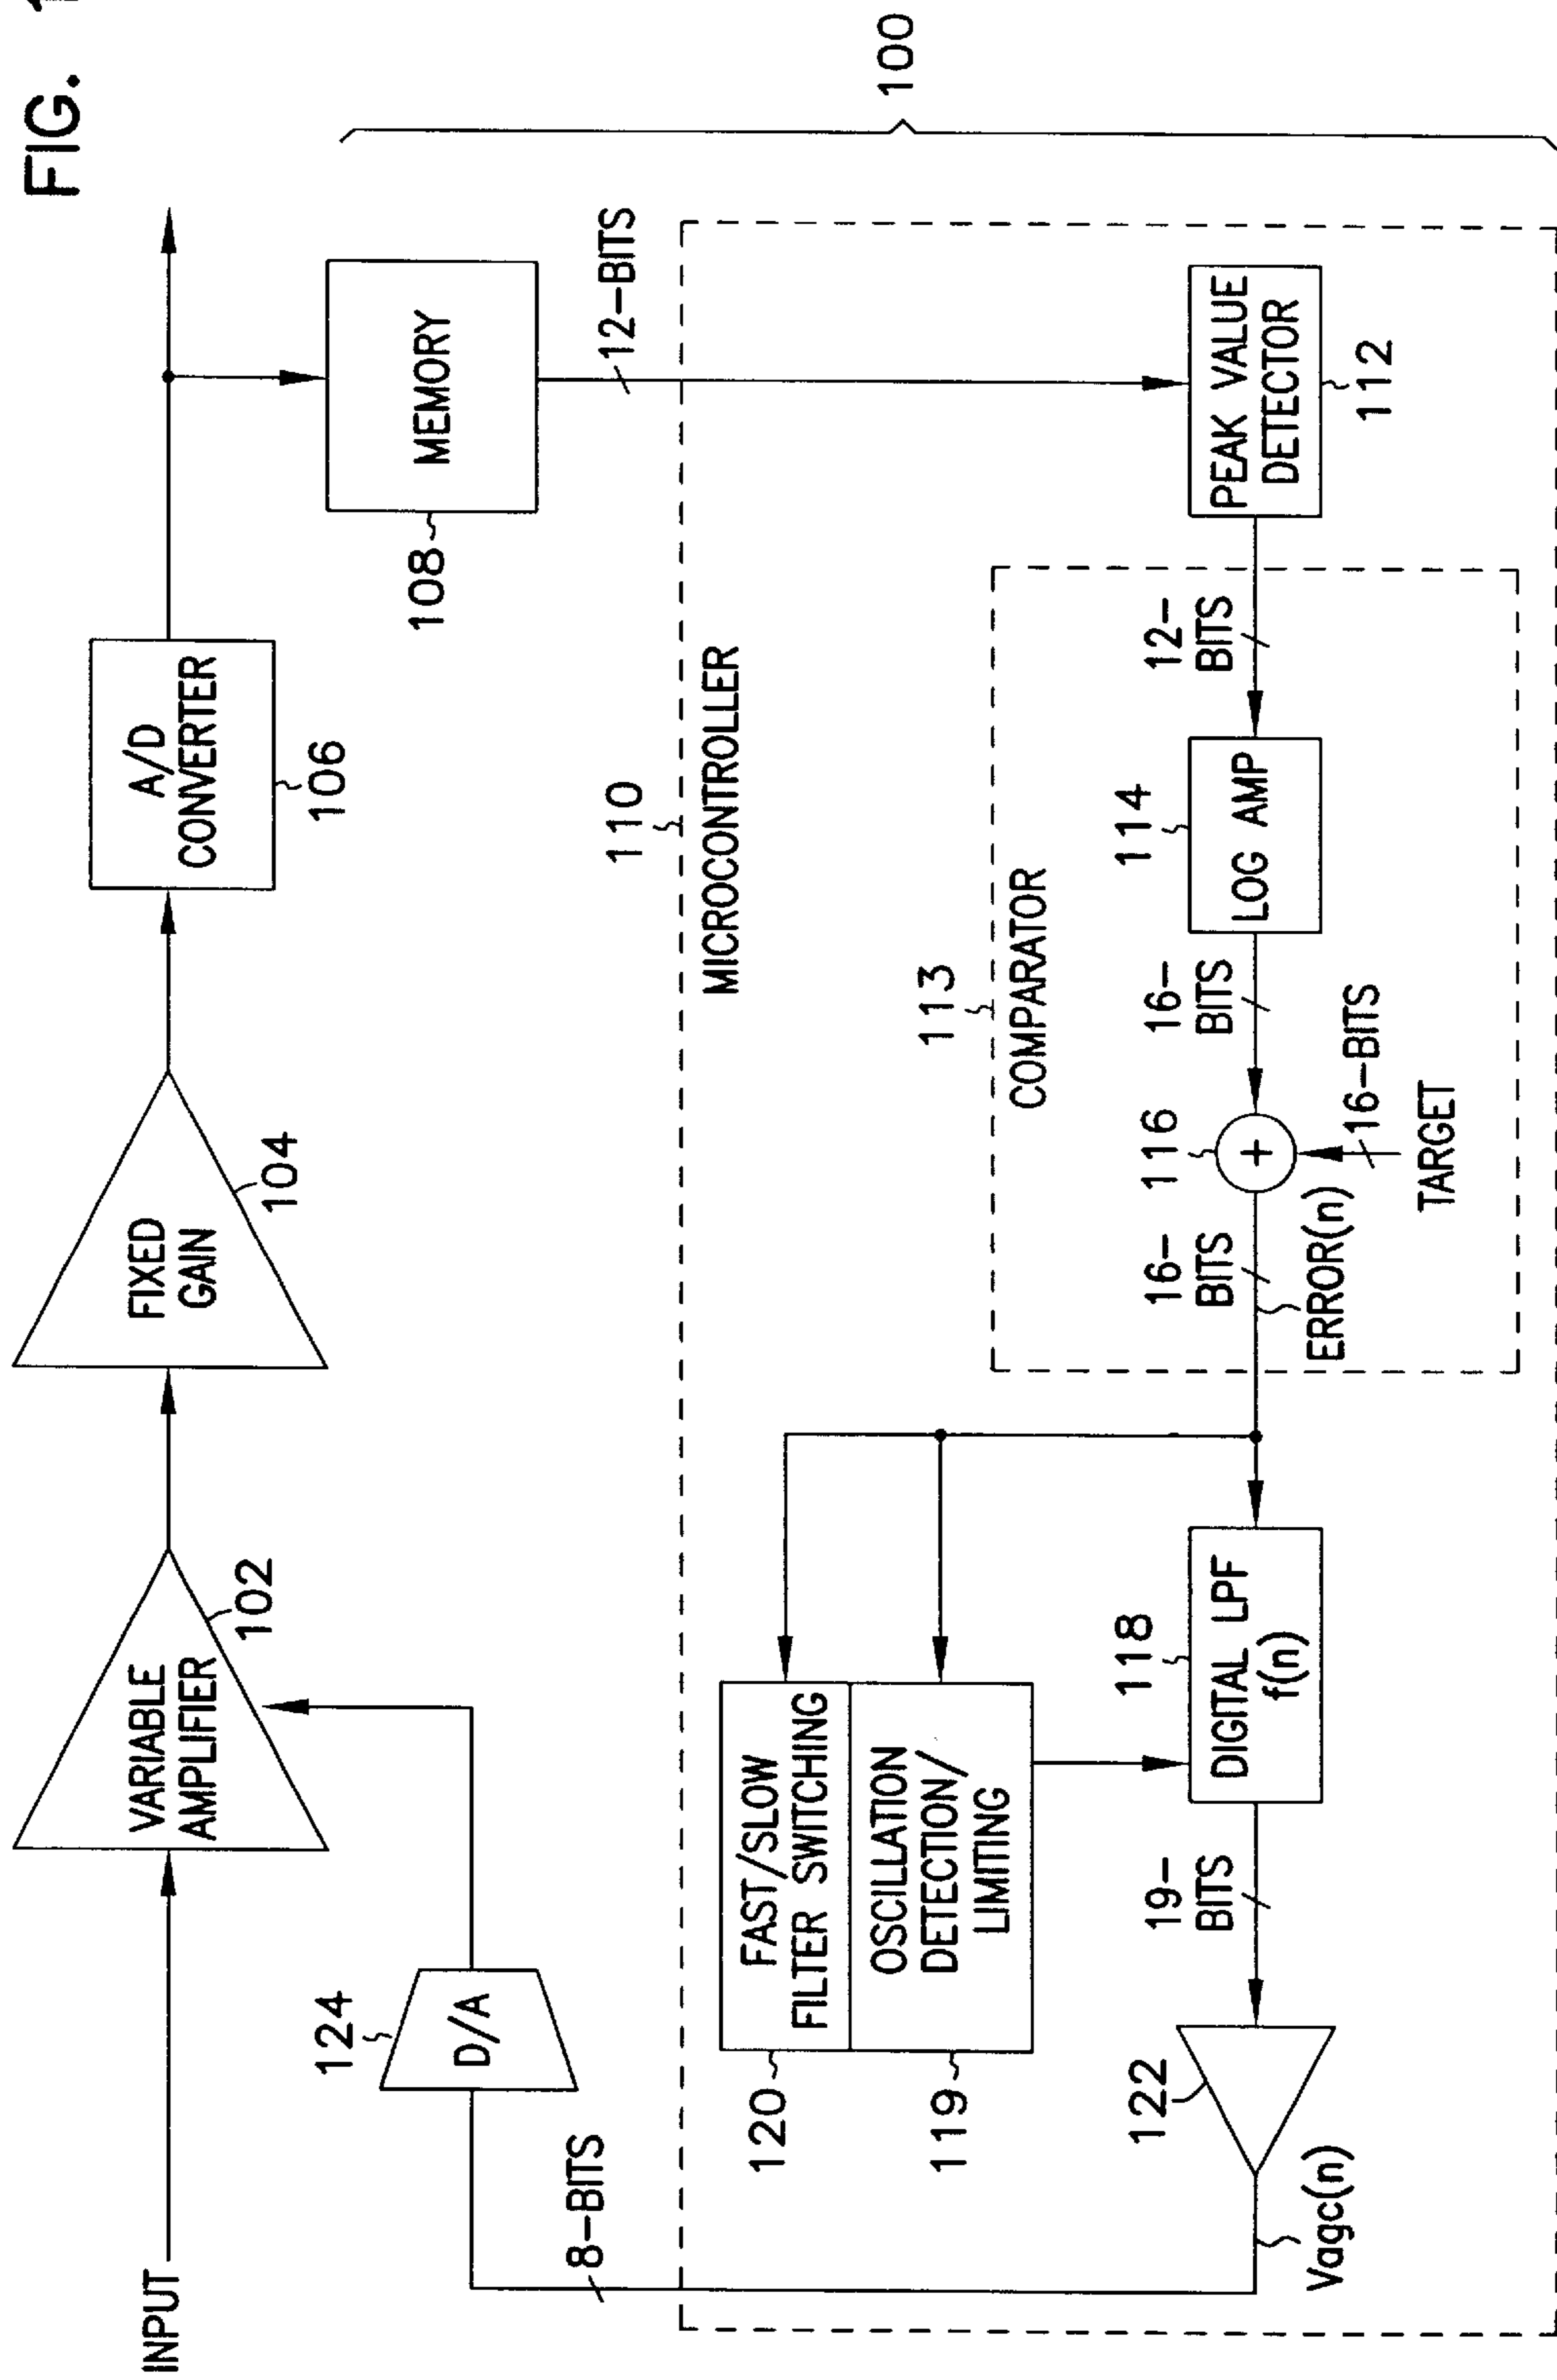 FIG. 1
INPUT
VARIABLE
AMPLIFIER
102
FIXED
GAIN
104
A/D
CONVERTER
106
MEMORY
108
12-BITS
100
124
D/A
8-BITS
110
MICROCONTROLLER
FAST/SLOW
FILTER SWITCHING
120
OSCILLATION
DETECTION/
LIMITING
119
113
COMPARATOR
PEAK VALUE
DETECTOR
112
12-
BITS
114
LOG AMP
16-
BITS
116
+
16-BITS
TARGET
16-
BITS
ERROR(n)
118
DIGITAL LPF
f(n)
19-
BITS
122
Vagc(n)